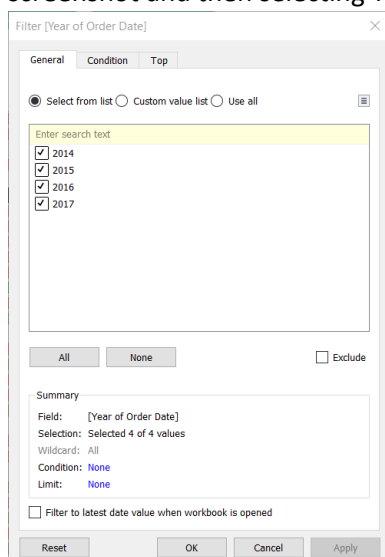 screenshot and then selecting
Filter [Year of Order Date]
General Condition Top
Select from list Custom value list Use all
Enter search text
2014
2015
2016
2017
All None Exclude
Summary
Field: [Year of Order Date]
Selection: Selected 4 of 4 values
Wildcard: All
Condition: None
Limit: None
Filter to latest date value when workbook is opened
Reset OK Cancel Apply